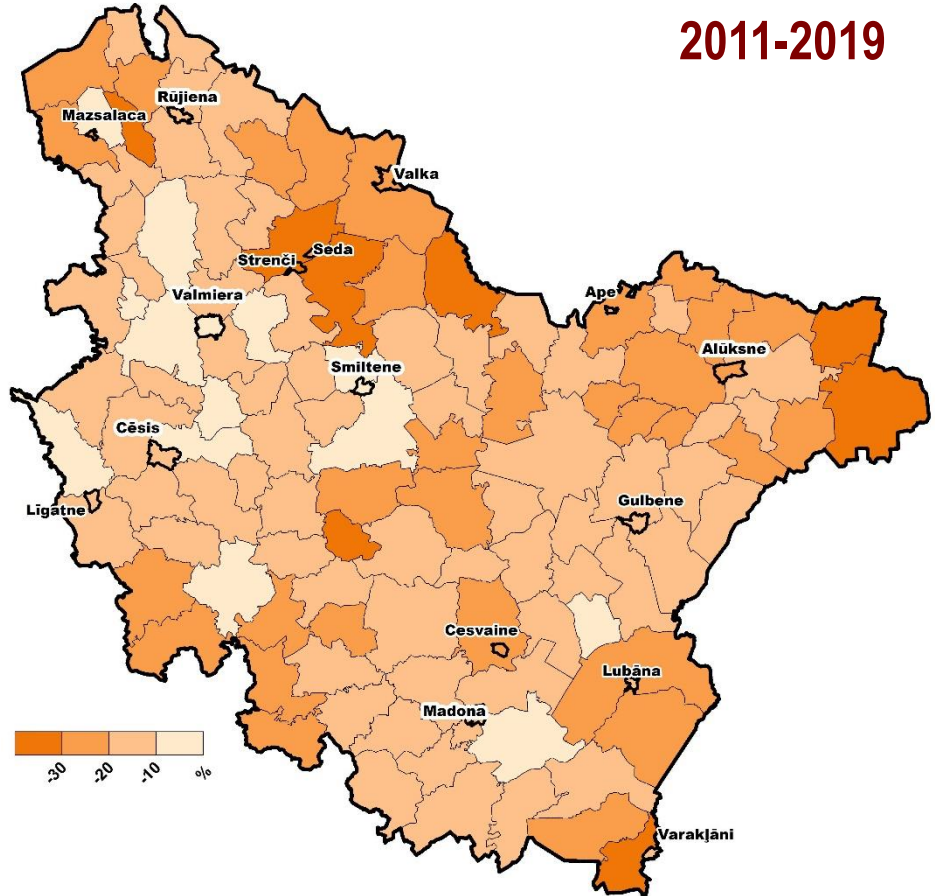 2011-2019
Rūjiena
Mazsalaca
Valka
Seda
Strenči
Ape
Valmiera
Alūksne
Smiltene
Cēsis
Līgatne
Gulbene
Cesvaine
Lubāna
Madona
-30
-20
-10
%
Varakļāni